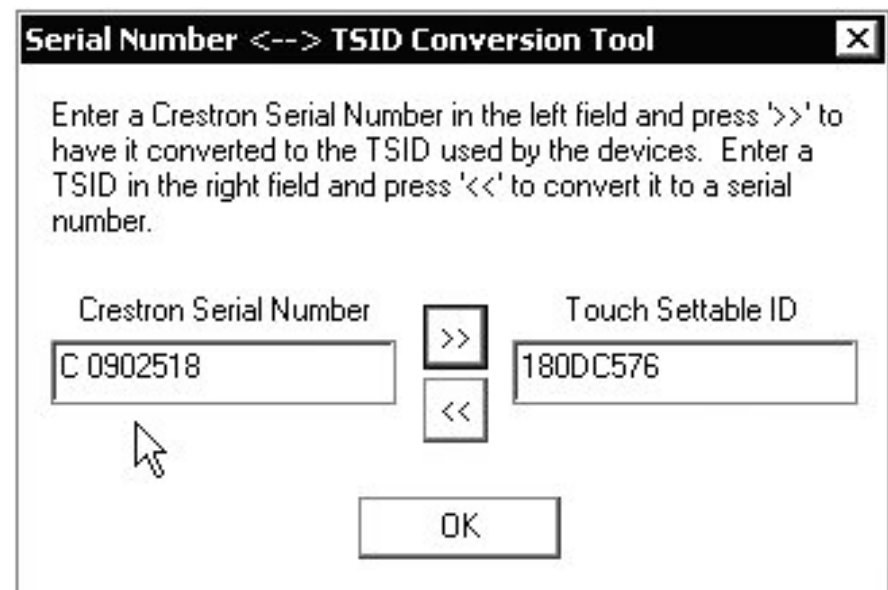 Serial Number <--> TSID Conversion Tool
Enter a Crestron Serial Number in the left field and press '>>' to
have it converted to the TSID used by the devices.  Enter a
TSID in the right field and press '<<' to convert it to a serial
number.
Crestron Serial Number
>>
Touch Settable ID
C 0902518
180DC576
<<
OK